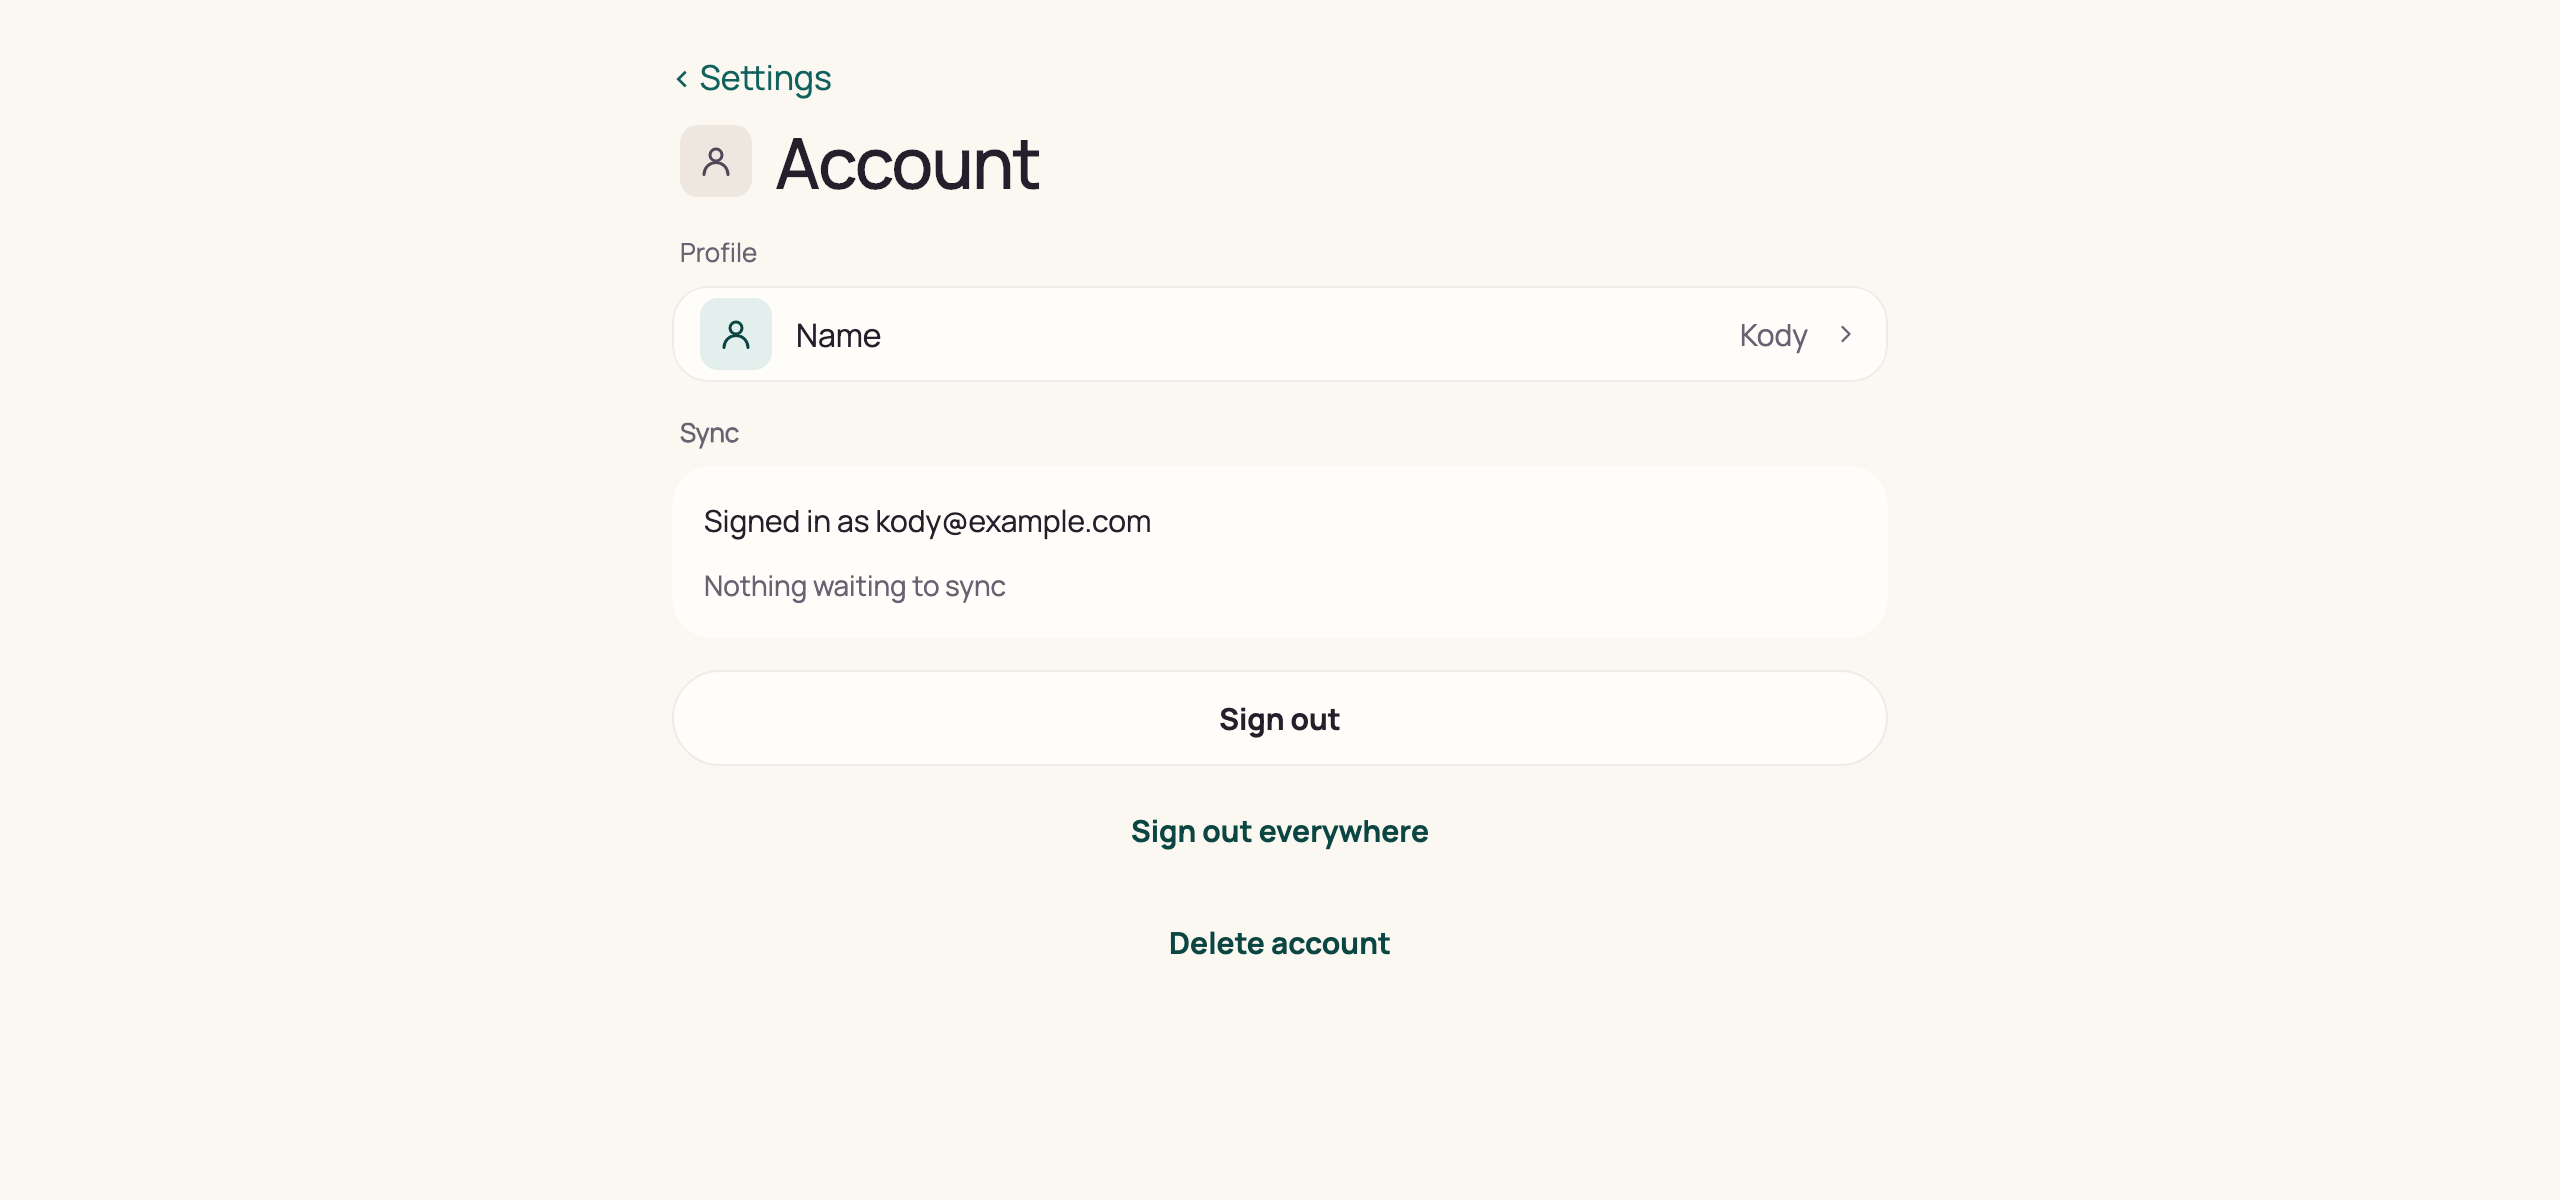 Settings
Account
Profile
Name
Kody
Sync
Signed in as kody@example.com
Nothing waiting to sync
Sign out
Sign out everywhere
Delete account